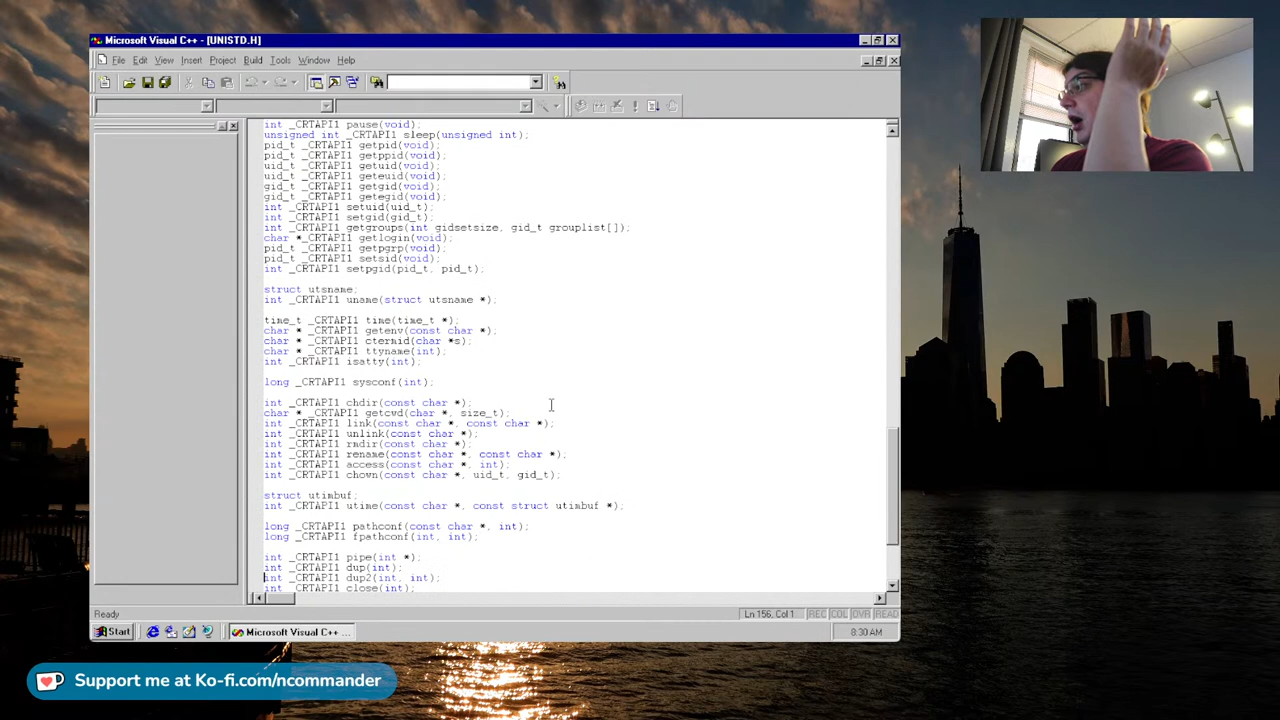 Microsoft Visual C++ - [UNISTD.H]
File Edit View Insert Project Build Tools Window Help
int _CRTAPI1 pause(void);
unsigned int _CRTAPI1 sleep(unsigned int);
pid_t _CRTAPI1 getpid(void);
pid_t _CRTAPI1 getppid(void);
uid_t _CRTAPI1 getuid(void);
uid_t _CRTAPI1 geteuid(void);
gid_t _CRTAPI1 getgid(void);
gid_t _CRTAPI1 getegid(void);
int _CRTAPI1 setuid(uid_t);
int _CRTAPI1 setgid(gid_t);
int _CRTAPI1 getgroups(int gidsetsize, gid_t grouplist[]);
char *_CRTAPI1 getlogin(void);
pid_t _CRTAPI1 getpgrp(void);
pid_t _CRTAPI1 setsid(void);
int _CRTAPI1 setpgid(pid_t, pid_t);
struct utsname;
int _CRTAPI1 uname(struct utsname *);
time_t _CRTAPI1 time(time_t *);
char * _CRTAPI1 getenv(const char *);
char * _CRTAPI1 ctermid(char *s);
char * _CRTAPI1 ttyname(int);
int _CRTAPI1 isatty(int);
long _CRTAPI1 sysconf(int);
int _CRTAPI1 chdir(const char *);
char * _CRTAPI1 getcwd(char *, size_t);
int _CRTAPI1 link(const char *, const char *);
int _CRTAPI1 unlink(const char *);
int _CRTAPI1 rmdir(const char *);
int _CRTAPI1 rename(const char *, const char *);
int _CRTAPI1 access(const char *, int);
int _CRTAPI1 chown(const char *, uid_t, gid_t);
struct utimbuf;
int _CRTAPI1 utime(const char *, const struct utimbuf *);
long _CRTAPI1 pathconf(const char *, int);
long _CRTAPI1 fpathconf(int, int);
int _CRTAPI1 pipe(int *);
int _CRTAPI1 dup(int);
int _CRTAPI1 dup2(int, int);
int _CRTAPI1 close(int);
Ready Ln 156, Col 1 REC COL OVR READ
Start Microsoft Visual C++ ... 8:30 AM
Support me at Ko-fi.com/ncommander